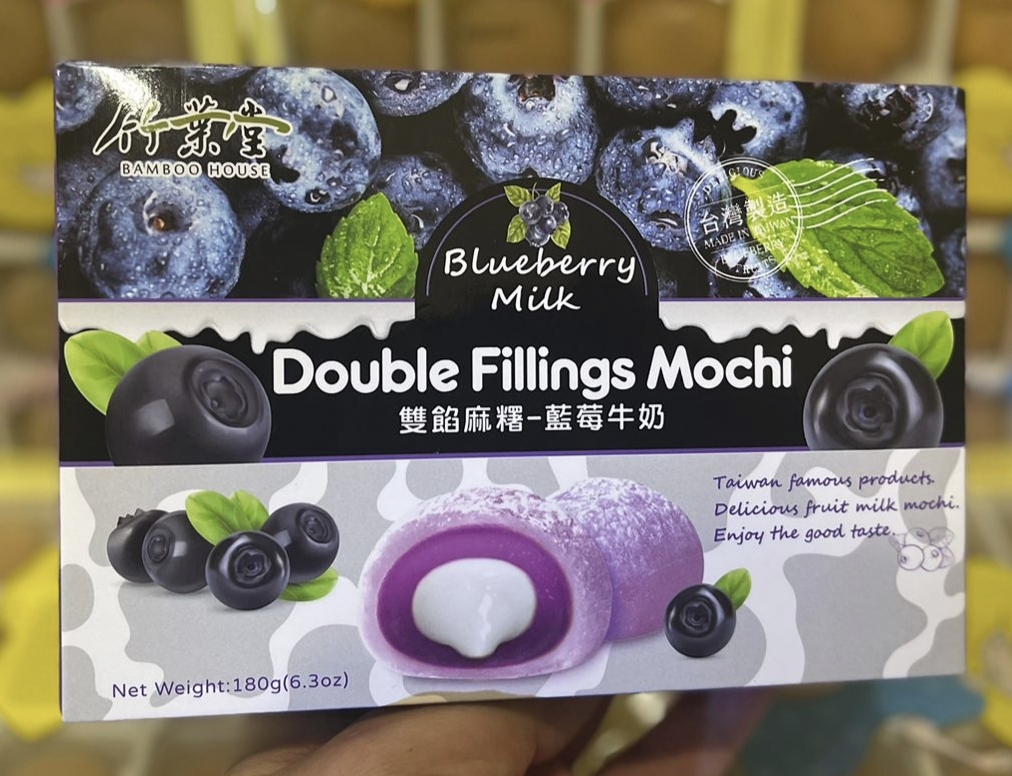 竹葉堂
BAMBOO HOUSE
DELICIOUS
台灣製造
MADE IN TAIWAN
Blueberry
Milk
Double Fillings Mochi
雙餡麻糬-藍莓牛奶
Taiwan famous products.
Delicious fruit milk mochi.
Enjoy the good taste.
Net Weight:180g(6.3oz)